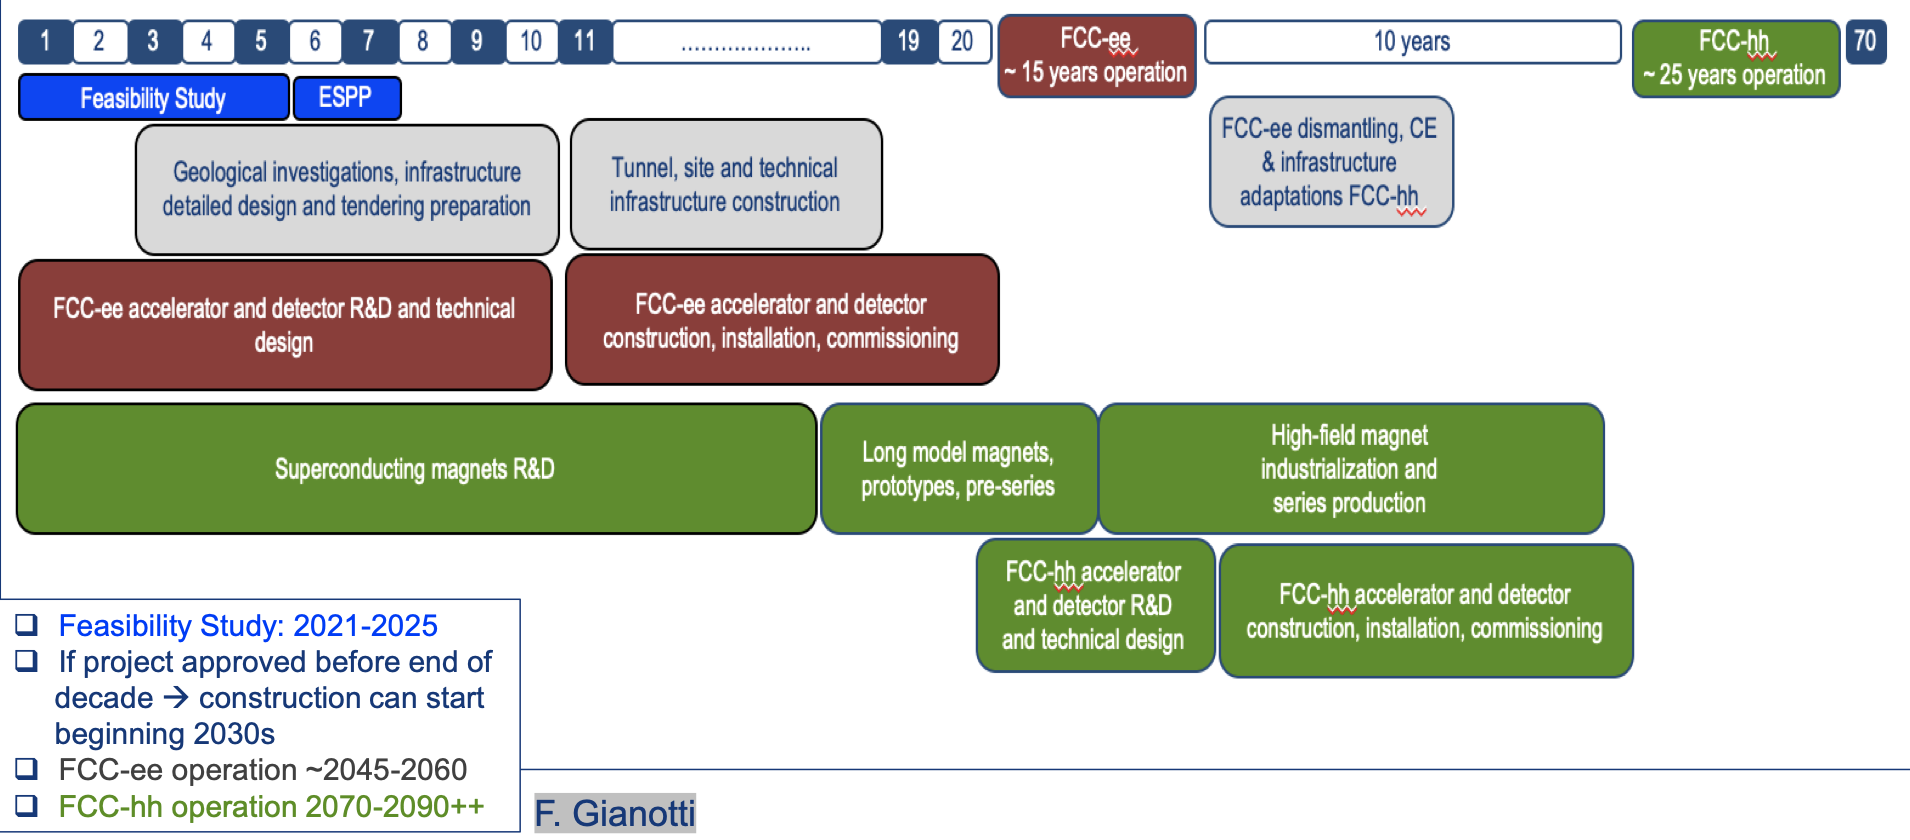 1 2 3 4 5 6 7 8 9 10 11 ................... 19 20
FCC-ee
~ 15 years operation
10 years
FCC-hh
~ 25 years operation
70
Feasibility Study
ESPP
Geological investigations, infrastructure
detailed design and tendering preparation
Tunnel, site and technical
infrastructure construction
FCC-ee dismantling, CE
& infrastructure
adaptations FCC-hh
FCC-ee accelerator and detector R&D and technical
design
FCC-ee accelerator and detector
construction, installation, commissioning
Superconducting magnets R&D
Long model magnets,
prototypes, pre-series
High-field magnet
industrialization and
series production
FCC-hh accelerator
and detector R&D
and technical design
FCC-hh accelerator and detector
construction, installation, commissioning
❑ Feasibility Study: 2021-2025
❑ If project approved before end of
decade → construction can start
beginning 2030s
❑ FCC-ee operation ~2045-2060
❑ FCC-hh operation 2070-2090++
F. Gianotti